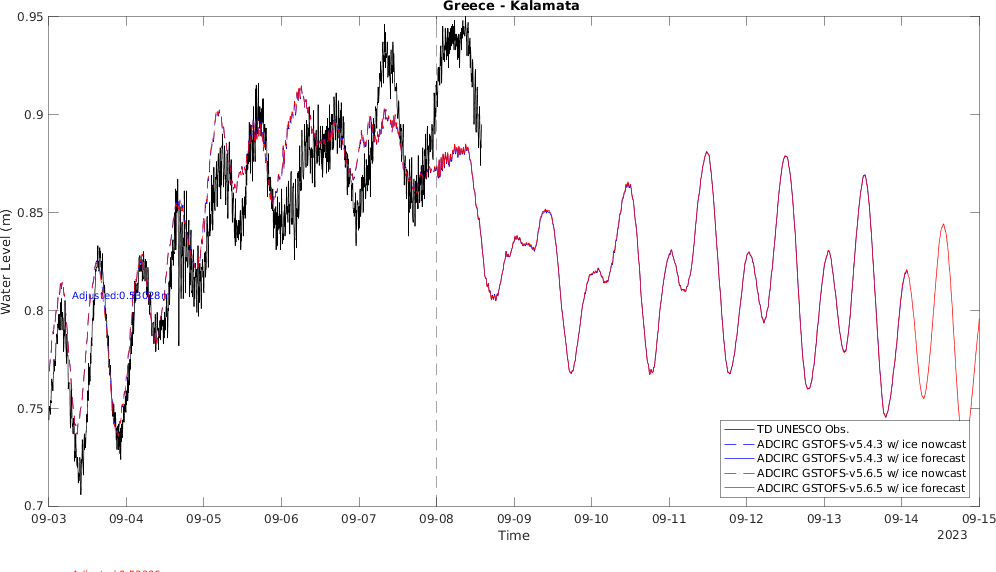 Greece - Kalamata
0.95
0.9
0.85
0.8
0.75
0.7
Water Level (m)
09-03
09-04
09-05
09-06
09-07
09-08
09-09
09-10
09-11
09-12
09-13
09-14
09-15
2023
Time
TD UNESCO Obs.
ADCIRC GSTOFS-v5.4.3 w/ ice nowcast
ADCIRC GSTOFS-v5.4.3 w/ ice forecast
ADCIRC GSTOFS-v5.6.5 w/ ice nowcast
ADCIRC GSTOFS-v5.6.5 w/ ice forecast